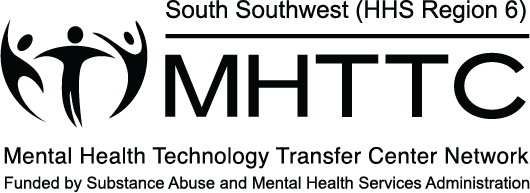 South Southwest (HHS Region 6)
MHTTC
Mental Health Technology Transfer Center Network
Funded by Substance Abuse and Mental Health Services Administration